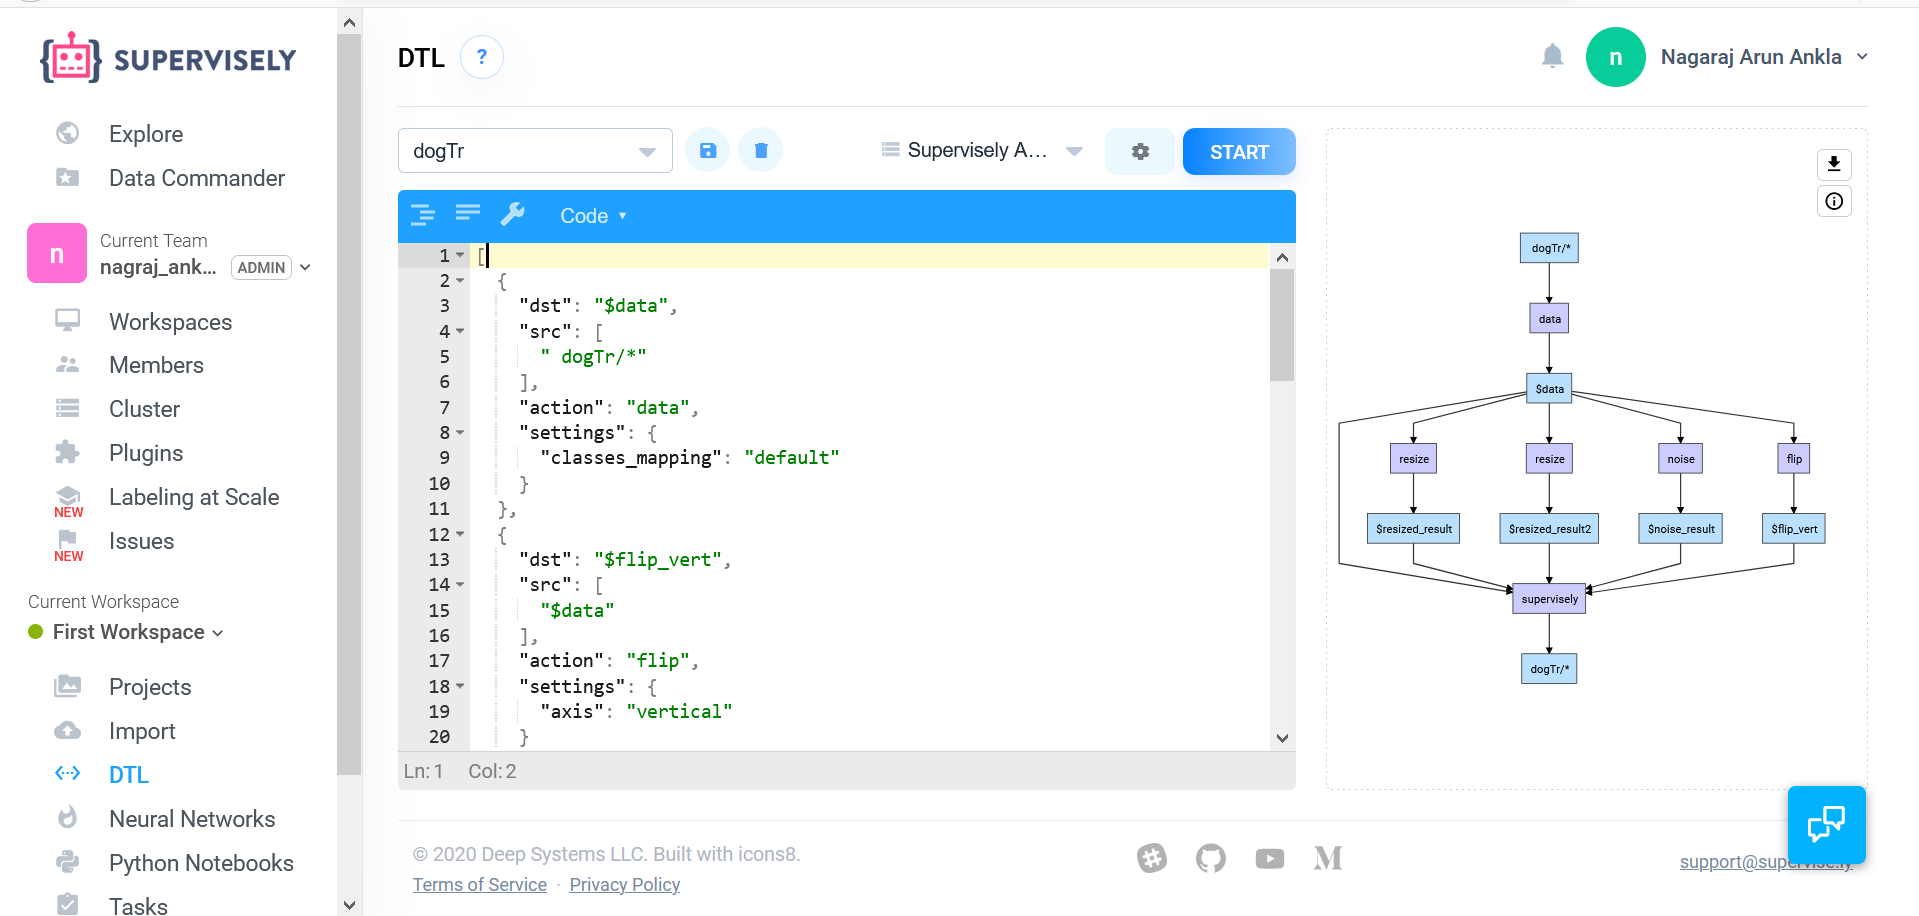 SUPERVISELY
Explore
Data Commander
n
Current Team
nagraj_ank...
ADMIN
Workspaces
Members
Cluster
Plugins
Labeling at Scale
NEW
Issues
NEW
Current Workspace
First Workspace
Projects
Import
DTL
Neural Networks
Python Notebooks
Tasks
DTL
?
n
Nagaraj Arun Ankla
dogTr
Supervisely A...
START
Code
1 [
2 {
3 "dst": "$data",
4 "src": [
5 " dogTr/*"
6 ],
7 "action": "data",
8 "settings": {
9 "classes_mapping": "default"
10 }
11 },
12 {
13 "dst": "$flip_vert",
14 "src": [
15 "$data"
16 ],
17 "action": "flip",
18 "settings": {
19 "axis": "vertical"
20 }
Ln: 1 Col: 2
dogTr/*
data
$data
resize resize noise flip
$resized_result $resized_result2 $noise_result $flip_vert
supervisely
dogTr/*
© 2020 Deep Systems LLC. Built with icons8.
Terms of Service · Privacy Policy
support@supervise.ly